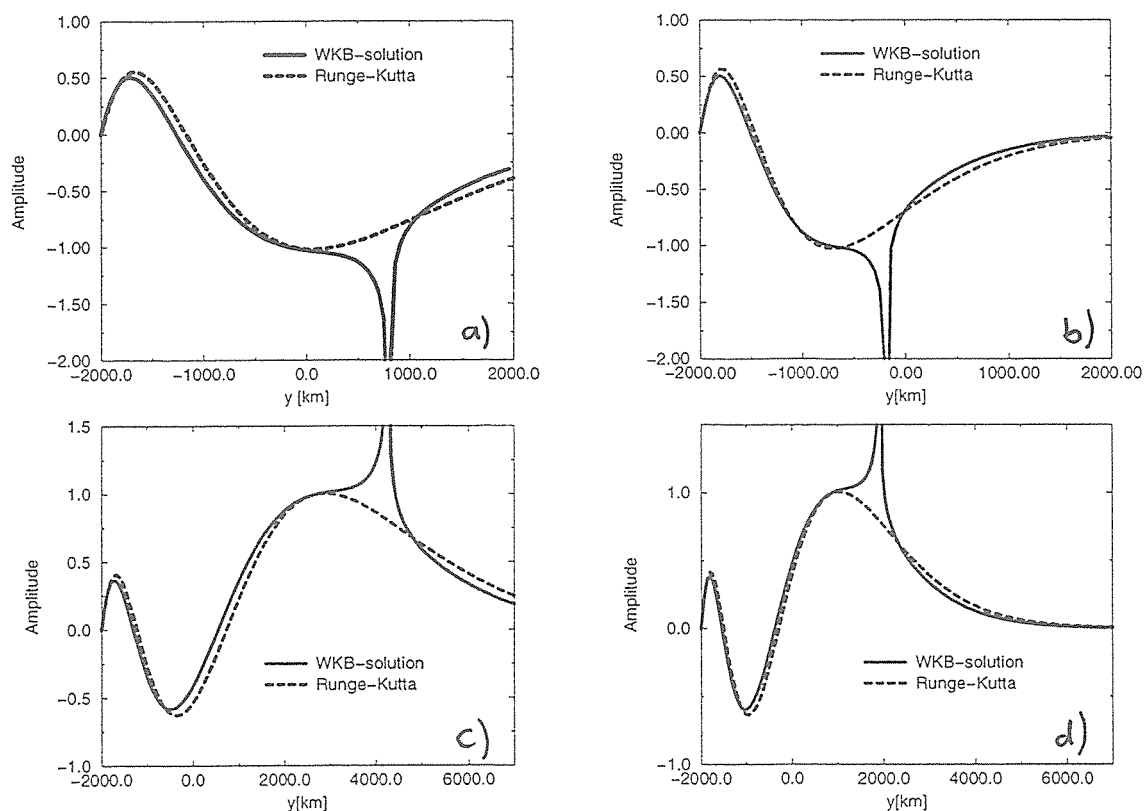 1.00
0.50
0.00
−0.50
−1.00
−1.50
−2.00
Amplitude
WKB−solution
Runge−Kutta
a)
−2000.0 −1000.0 0.0 1000.0 2000.0
y [km]
1.00
0.50
0.00
−0.50
−1.00
−1.50
−2.00
Amplitude
WKB−solution
Runge−Kutta
b)
−2000.00 −1000.00 0.00 1000.00 2000.00
y[km]
1.5
1.0
0.5
0.0
−0.5
−1.0
Amplitude
WKB−solution
Runge−Kutta
c)
−2000.0 0.0 2000.0 4000.0 6000.0
y[km]
1.0
0.0
−1.0
Amplitude
WKB−solution
Runge−Kutta
d)
−2000.0 0.0 2000.0 4000.0 6000.0
y[km]